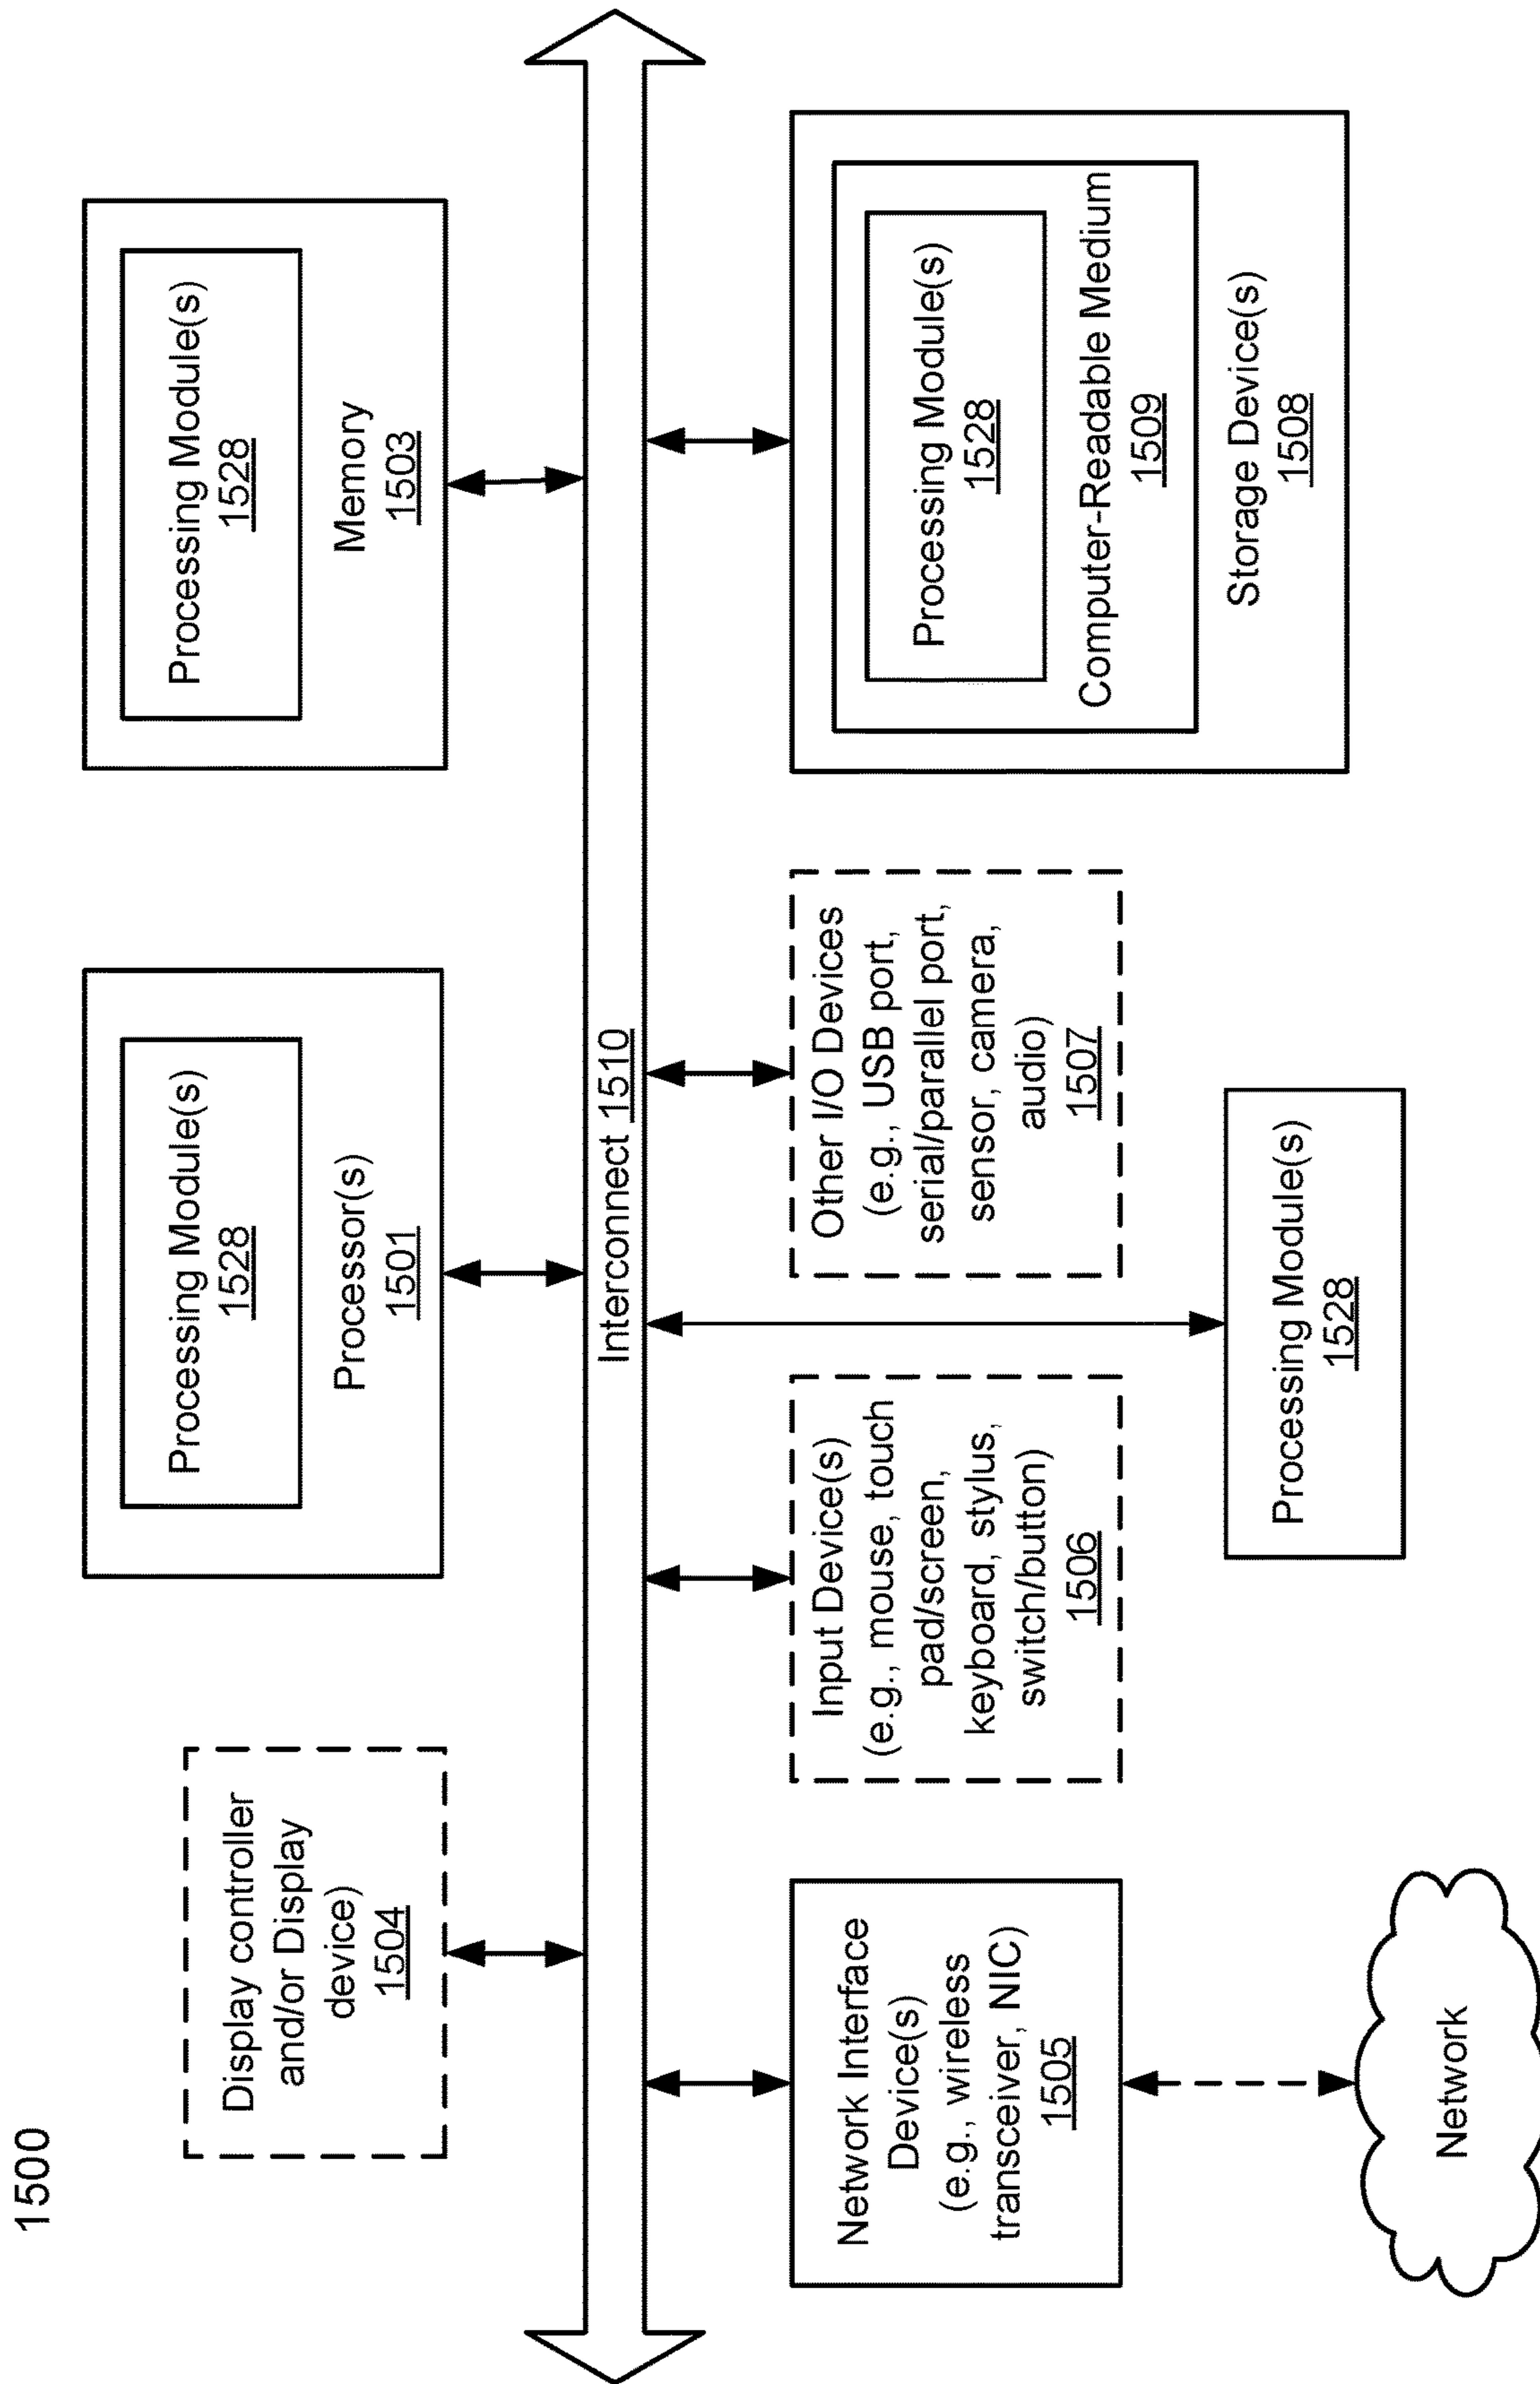 1500
Display controller
and/or Display
device)
1504
Processing Module(s)
1528
Processor(s)
1501
Processing Module(s)
1528
Memory
1503
Interconnect 1510
Network Interface
Device(s)
(e.g., wireless
transceiver, NIC)
1505
Input Device(s)
(e.g., mouse, touch
pad/screen,
keyboard, stylus,
switch/button)
1506
Other I/O Devices
(e.g., USB port,
serial/parallel port,
sensor, camera,
audio)
1507
Processing Module(s)
1528
Computer-Readable Medium
1509
Storage Device(s)
1508
Processing Module(s)
1528
Network